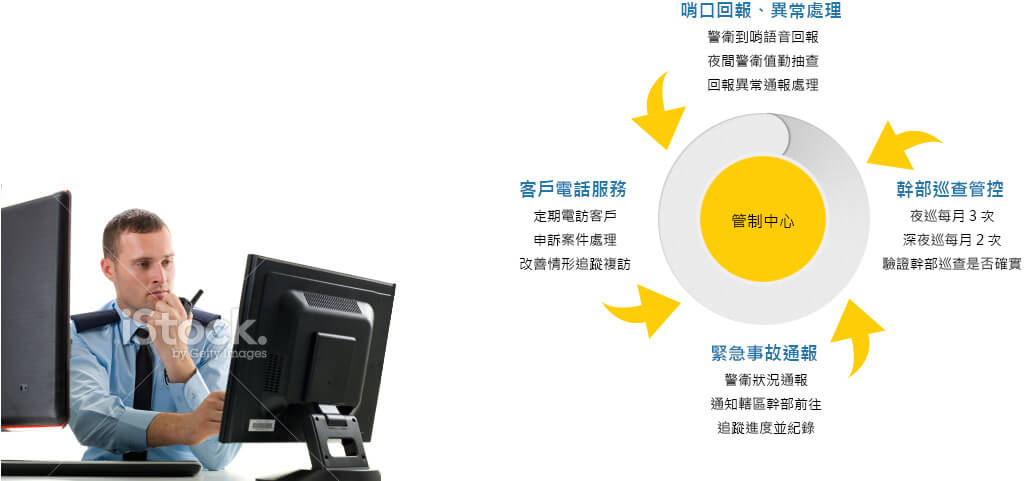 哨口回報、異常處理
警衛到哨語音回報
夜間警衛值勤抽查
回報異常通報處理
客戶電話服務
定期電訪客戶
申訴案件處理
改善情形追蹤複訪
管制中心
幹部巡查管控
夜巡每月 3 次
深夜巡每月 2 次
驗證幹部巡查是否確實
緊急事故通報
警衛狀況通報
通知轄區幹部前往
追蹤進度並紀錄
iStock.
by Getty Images